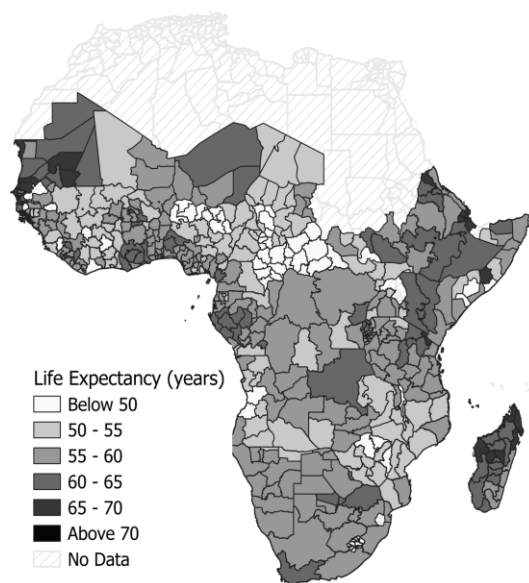 Life Expectancy (years)
Below 50
50 - 55
55 - 60
60 - 65
65 - 70
Above 70
No Data